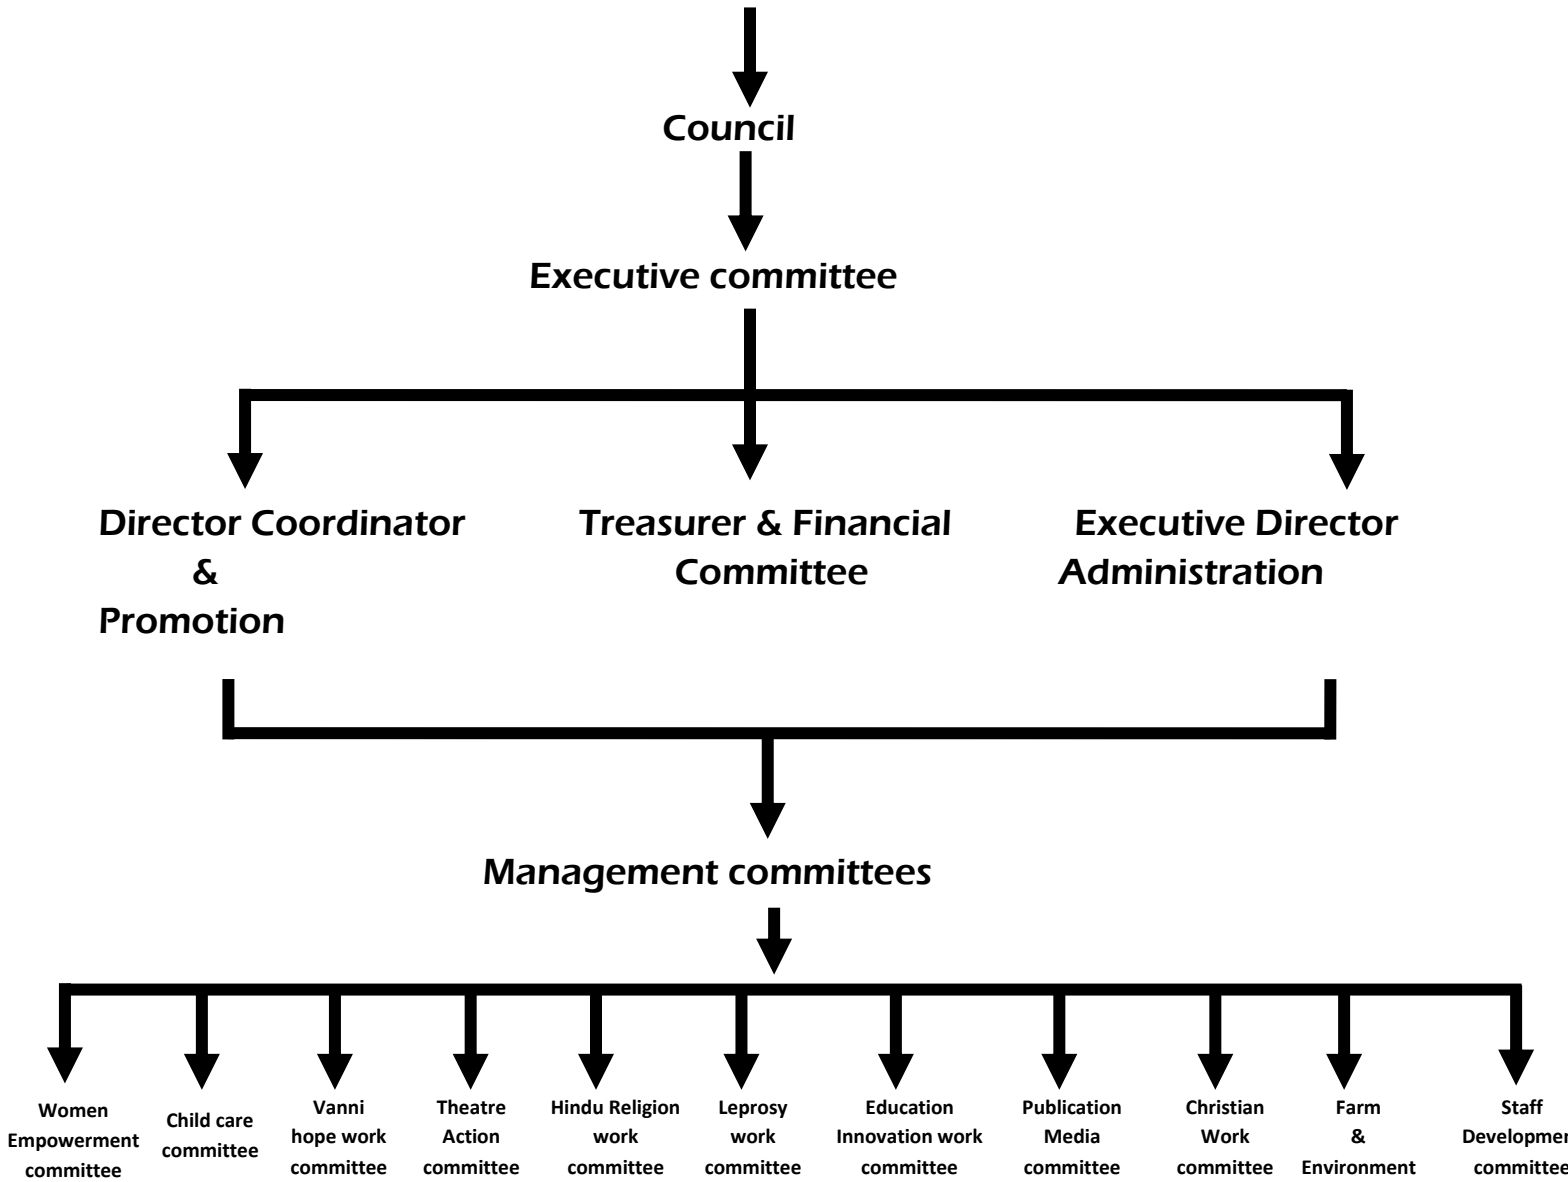 Council
Executive committee
Director Coordinator
&
Promotion
Treasurer & Financial
Committee
Executive Director
Administration
Management committees
Women
Empowerment
committee
Child care
committee
Vanni
hope work
committee
Theatre
Action
committee
Hindu Religion
work
committee
Leprosy
work
committee
Education
Innovation work
committee
Publication
Media
committee
Christian
Work
committee
Farm
&
Environment
Staff
Developmen
committee